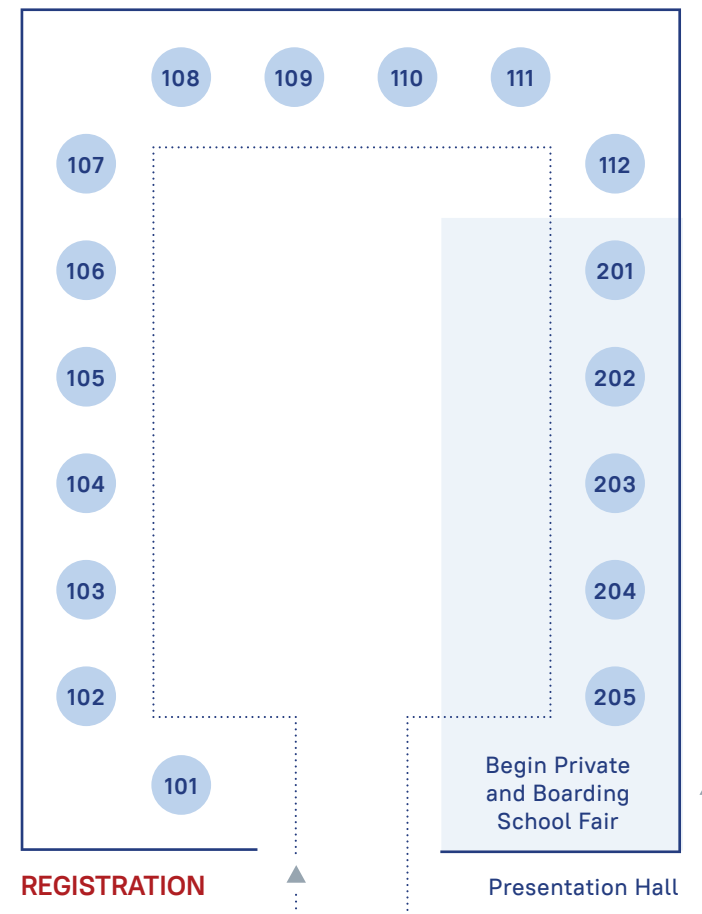 108 109 110 111
107 112
106 201
105 202
104 203
103 204
102 205
101
Begin Private
and Boarding
School Fair
REGISTRATION
Presentation Hall